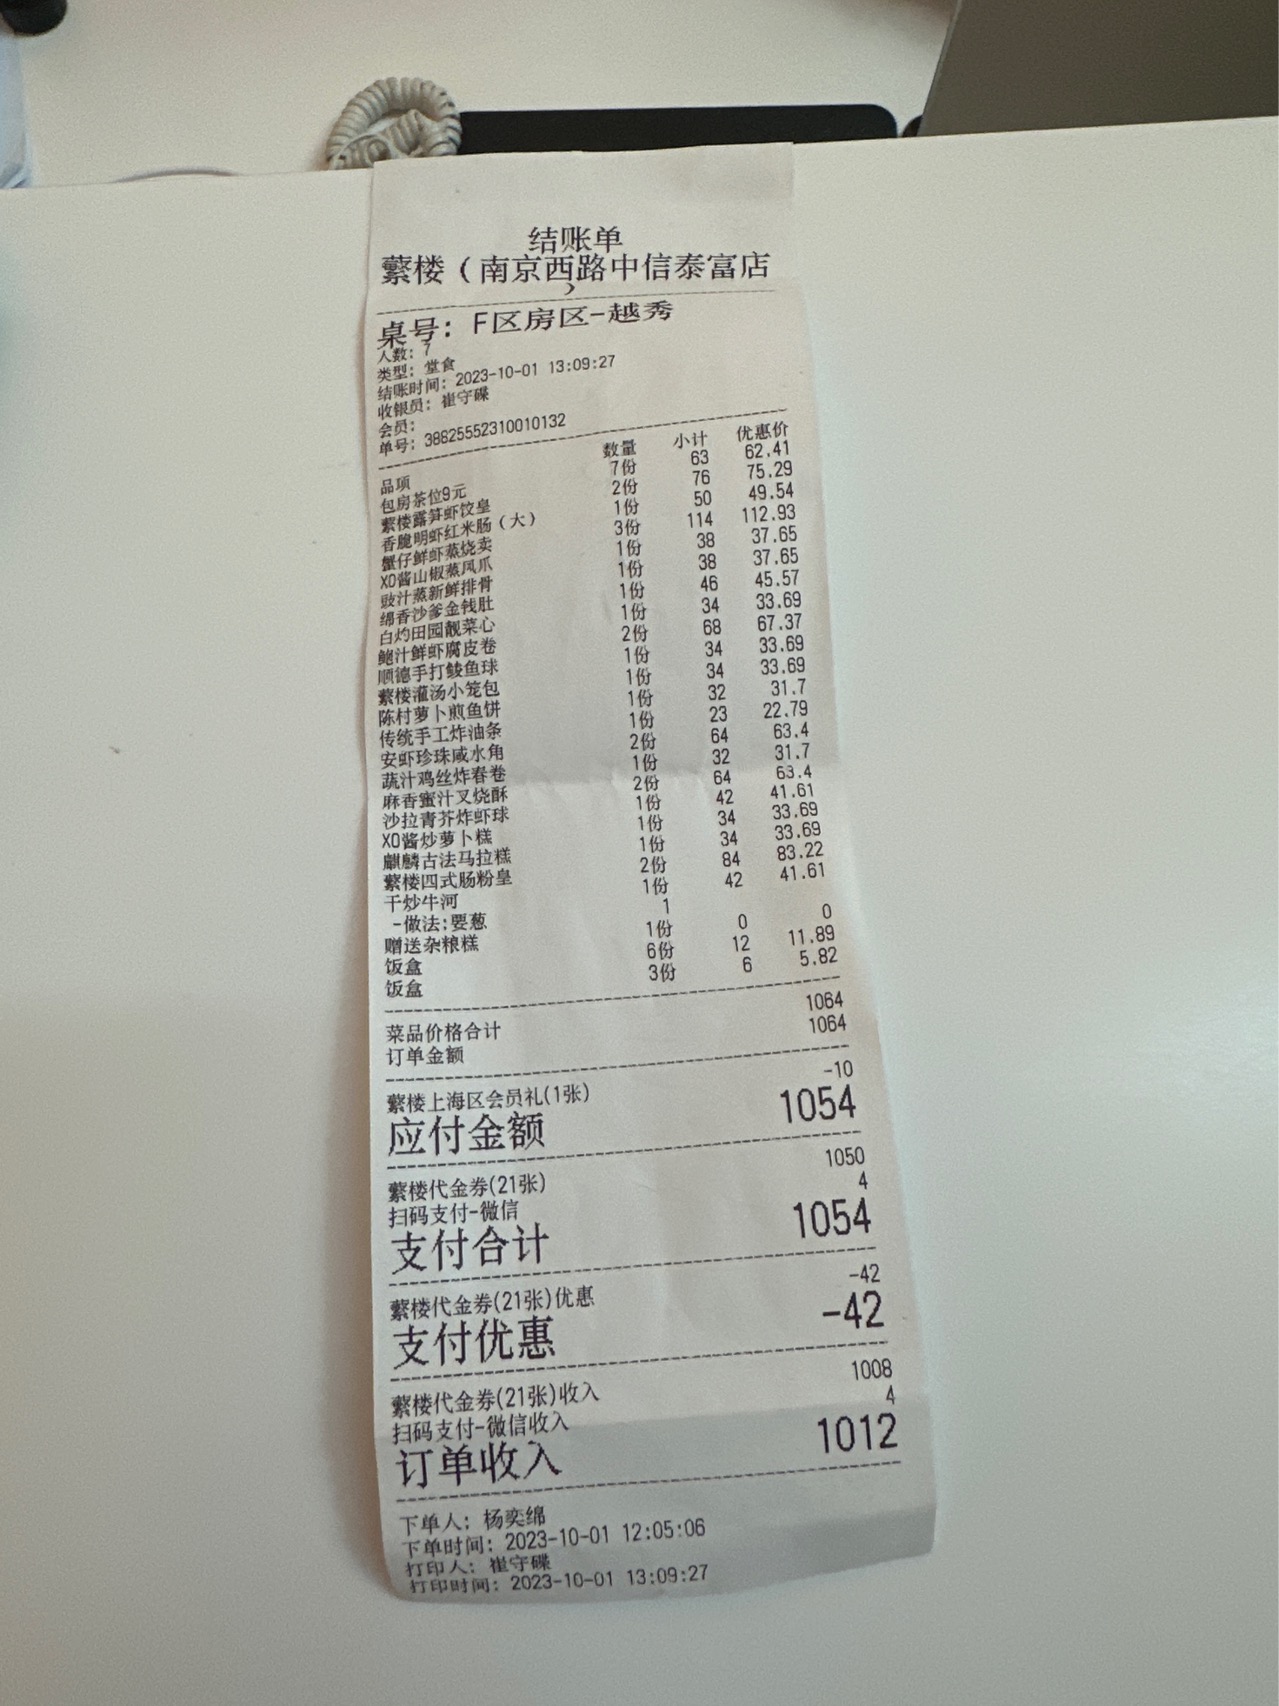 结账单
蘩楼（南京西路中信泰富店
）
桌号: F区房区-越秀
人数: 7
类型: 堂食
结账时间: 2023-10-01 13:09:27
收银员: 崔守碟
会员:
单号: 38825552310010132
品项 数量 小计 优惠价
包房茶位9元 7份 63 62.41
蘩楼露笋虾饺皇 2份 76 75.29
香脆明虾红米肠（大） 1份 50 49.54
蟹仔鲜虾蒸烧卖 3份 114 112.93
XO酱山椒蒸凤爪 1份 38 37.65
豉汁蒸新鲜排骨 1份 38 37.65
绵香沙爹金钱肚 1份 46 45.57
白灼田园靓菜心 1份 34 33.69
鲍汁鲜虾腐皮卷 2份 68 67.37
顺德手打鲮鱼球 1份 34 33.69
蘩楼灌汤小笼包 1份 34 33.69
陈村萝卜煎鱼饼 1份 32 31.7
传统手工炸油条 1份 23 22.79
安虾珍珠咸水角 2份 64 63.4
蔬汁鸡丝炸春卷 1份 32 31.7
麻香蜜汁叉烧酥 2份 64 63.4
沙拉青芥炸虾球 1份 42 41.61
XO酱炒萝卜糕 1份 34 33.69
麒麟古法马拉糕 1份 34 33.69
蘩楼四式肠粉皇 2份 84 83.22
干炒牛河 1份 42 41.61
-做法:要葱 1
赠送杂粮糕 1份 0 0
饭盒 6份 12 11.89
饭盒 3份 6 5.82
菜品价格合计 1064
订单金额 1064
蘩楼上海区会员礼(1张) -10
应付金额 1054
蘩楼代金券(21张) 1050
扫码支付-微信 4
支付合计 1054
蘩楼代金券(21张)优惠 -42
支付优惠 -42
蘩楼代金券(21张)收入 1008
扫码支付-微信收入 4
订单收入 1012
下单人: 杨奕绵
下单时间: 2023-10-01 12:05:06
打印人: 崔守碟
打印时间: 2023-10-01 13:09:27